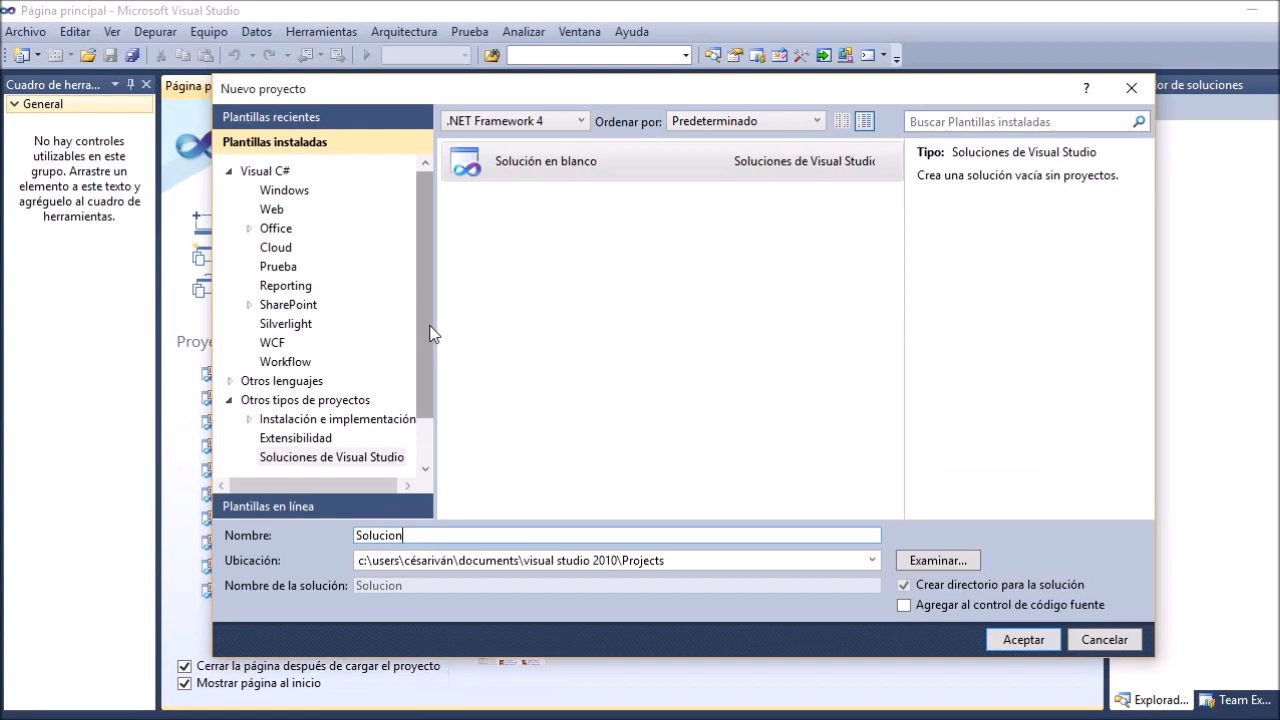 Página principal - Microsoft Visual Studio
Archivo Editar Ver Depurar Equipo Datos Herramientas Arquitectura Prueba Analizar Ventana Ayuda
Cuadro de herra...
General
No hay controles
utilizables en este
grupo. Arrastre un
elemento a este texto y
agréguelo al cuadro de
herramientas.
Página
Nuevo proyecto
Plantillas recientes
Plantillas instaladas
Visual C#
Windows
Web
Office
Cloud
Prueba
Reporting
SharePoint
Silverlight
WCF
Workflow
Otros lenguajes
Otros tipos de proyectos
Instalación e implementación
Extensibilidad
Soluciones de Visual Studio
Plantillas en línea
.NET Framework 4 Ordenar por: Predeterminado
Solución en blanco Soluciones de Visual Studio
Buscar Plantillas instaladas
Tipo: Soluciones de Visual Studio
Crea una solución vacía sin proyectos.
Nombre: Solucion
Ubicación: c:\users\césariván\documents\visual studio 2010\Projects Examinar...
Nombre de la solución: Solucion
Crear directorio para la solución
Agregar al control de código fuente
Aceptar Cancelar
Proye
Cerrar la página después de cargar el proyecto
Mostrar página al inicio
or de soluciones
Explorad... Team Ex...